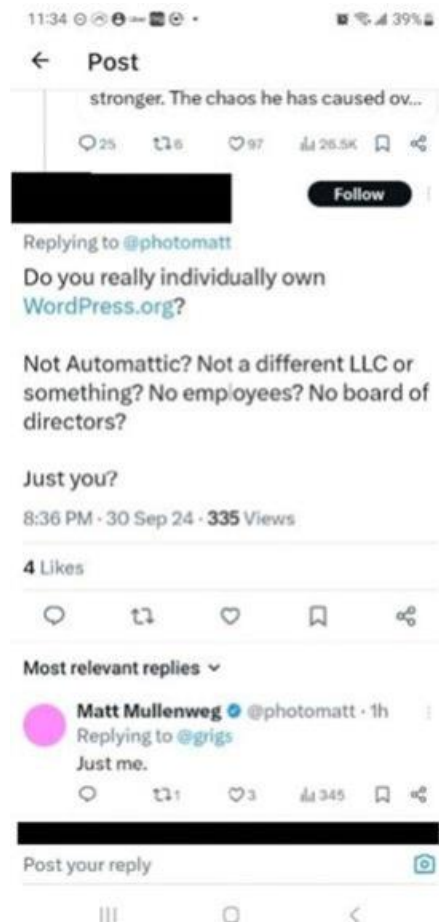 11:34
39%
Post
stronger. The chaos he has caused ov...
25 6 97 26.5K
Follow
Replying to @photomatt
Do you really individually own
WordPress.org?
Not Automattic? Not a different LLC or
something? No employees? No board of
directors?
Just you?
8:36 PM · 30 Sep 24 · 335 Views
4 Likes
Most relevant replies
Matt Mullenweg @photomatt · 1h
Replying to @grigs
Just me.
1 3 345
Post your reply